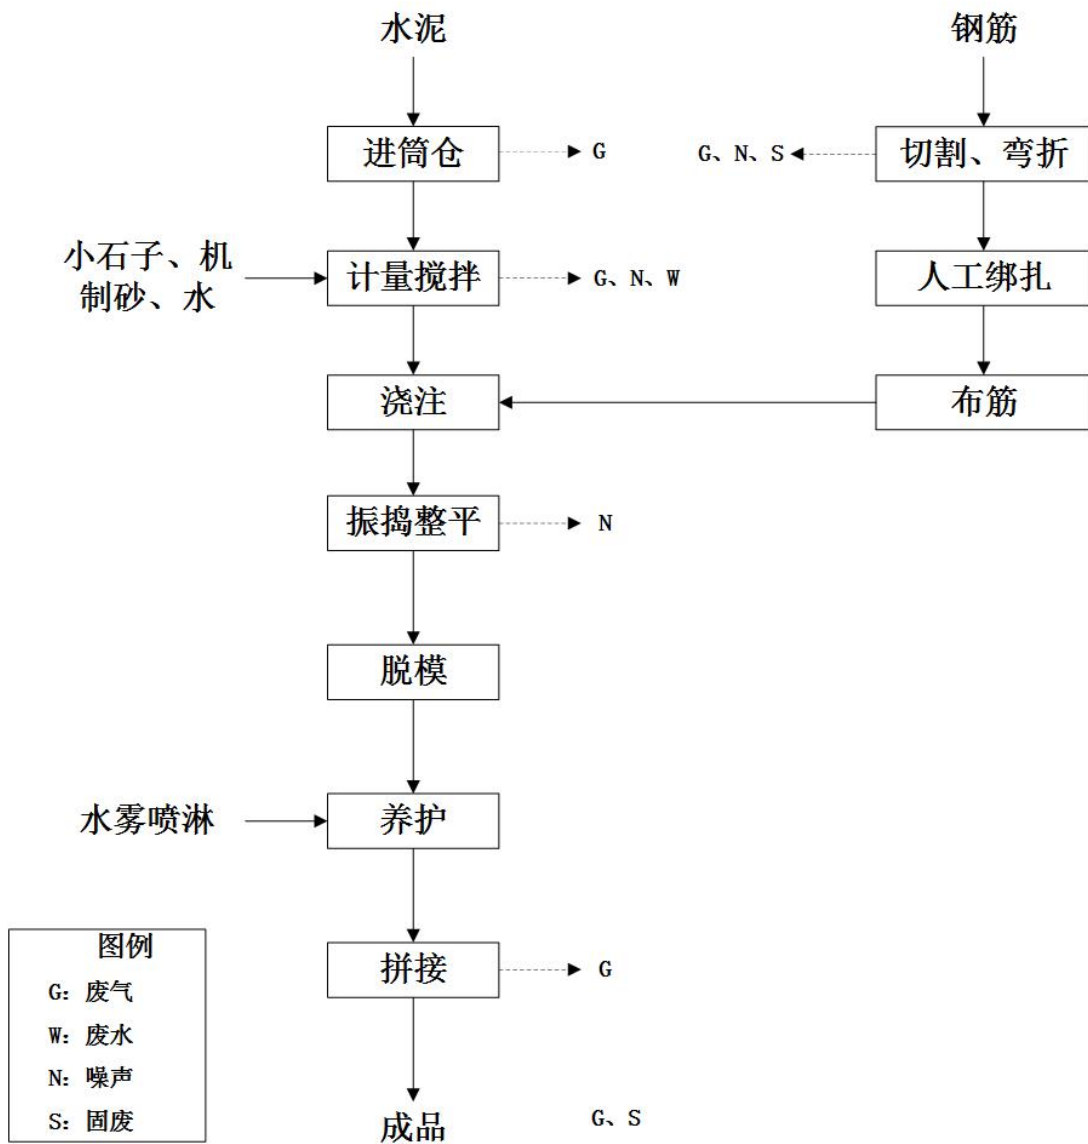 水泥
钢筋
进筒仓
G
G、N、S
切割、弯折
小石子、机
制砂、水
计量搅拌
G、N、W
人工绑扎
浇注
布筋
振捣整平
N
脱模
水雾喷淋
养护
拼接
G
图例
G：废气
W：废水
N：噪声
S：固废
成品
G、S